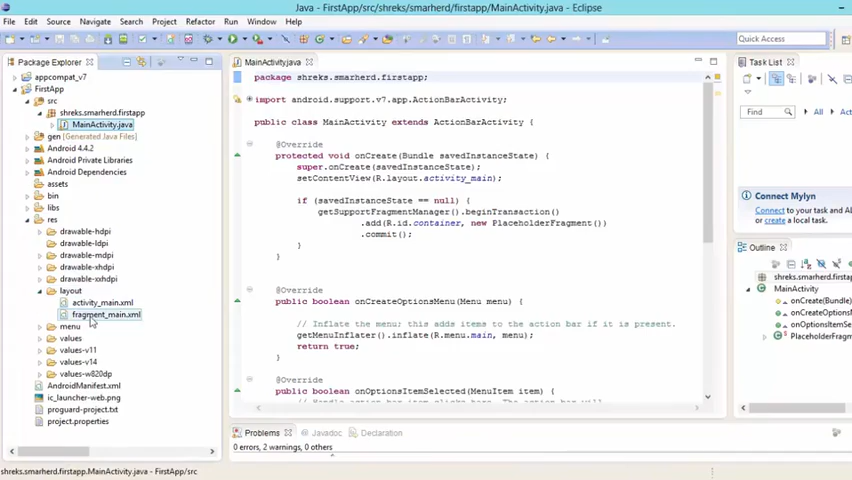 Java - FirstApp/src/shreks/smarherd/firstapp/MainActivity.java - Eclipse
File Edit Source Navigate Search Project Refactor Run Window Help
Quick Access Java
Package Explorer
appcompat_v7
FirstApp
src
shreks.smarherd.firstapp
MainActivity.java
gen [Generated Java Files]
Android 4.4.2
Android Private Libraries
Android Dependencies
assets
bin
libs
res
drawable-hdpi
drawable-ldpi
drawable-mdpi
drawable-xhdpi
drawable-xxhdpi
layout
activity_main.xml
fragment_main.xml
menu
values
values-v11
values-v14
values-w820dp
AndroidManifest.xml
ic_launcher-web.png
proguard-project.txt
project.properties
MainActivity.java
package shreks.smarherd.firstapp;
import android.support.v7.app.ActionBarActivity;
public class MainActivity extends ActionBarActivity {
@Override
protected void onCreate(Bundle savedInstanceState) {
super.onCreate(savedInstanceState);
setContentView(R.layout.activity_main);
if (savedInstanceState == null) {
getSupportFragmentManager().beginTransaction()
.add(R.id.container, new PlaceholderFragment())
.commit();
}
}
@Override
public boolean onCreateOptionsMenu(Menu menu) {
// Inflate the menu; this adds items to the action bar if it is present.
getMenuInflater().inflate(R.menu.main, menu);
return true;
}
@Override
public boolean onOptionsItemSelected(MenuItem item) {
Task List
Find All
Connect Mylyn
Connect to your task and
or create a local task.
Outline
shreks.smarherd.firstapp
MainActivity
onCreate(Bundle)
onCreateOptions
onOptionsItemSe
PlaceholderFragm
Problems Javadoc Declaration
0 errors, 2 warnings, 0 others
shreks.smarherd.firstapp.MainActivity.java - FirstApp/src